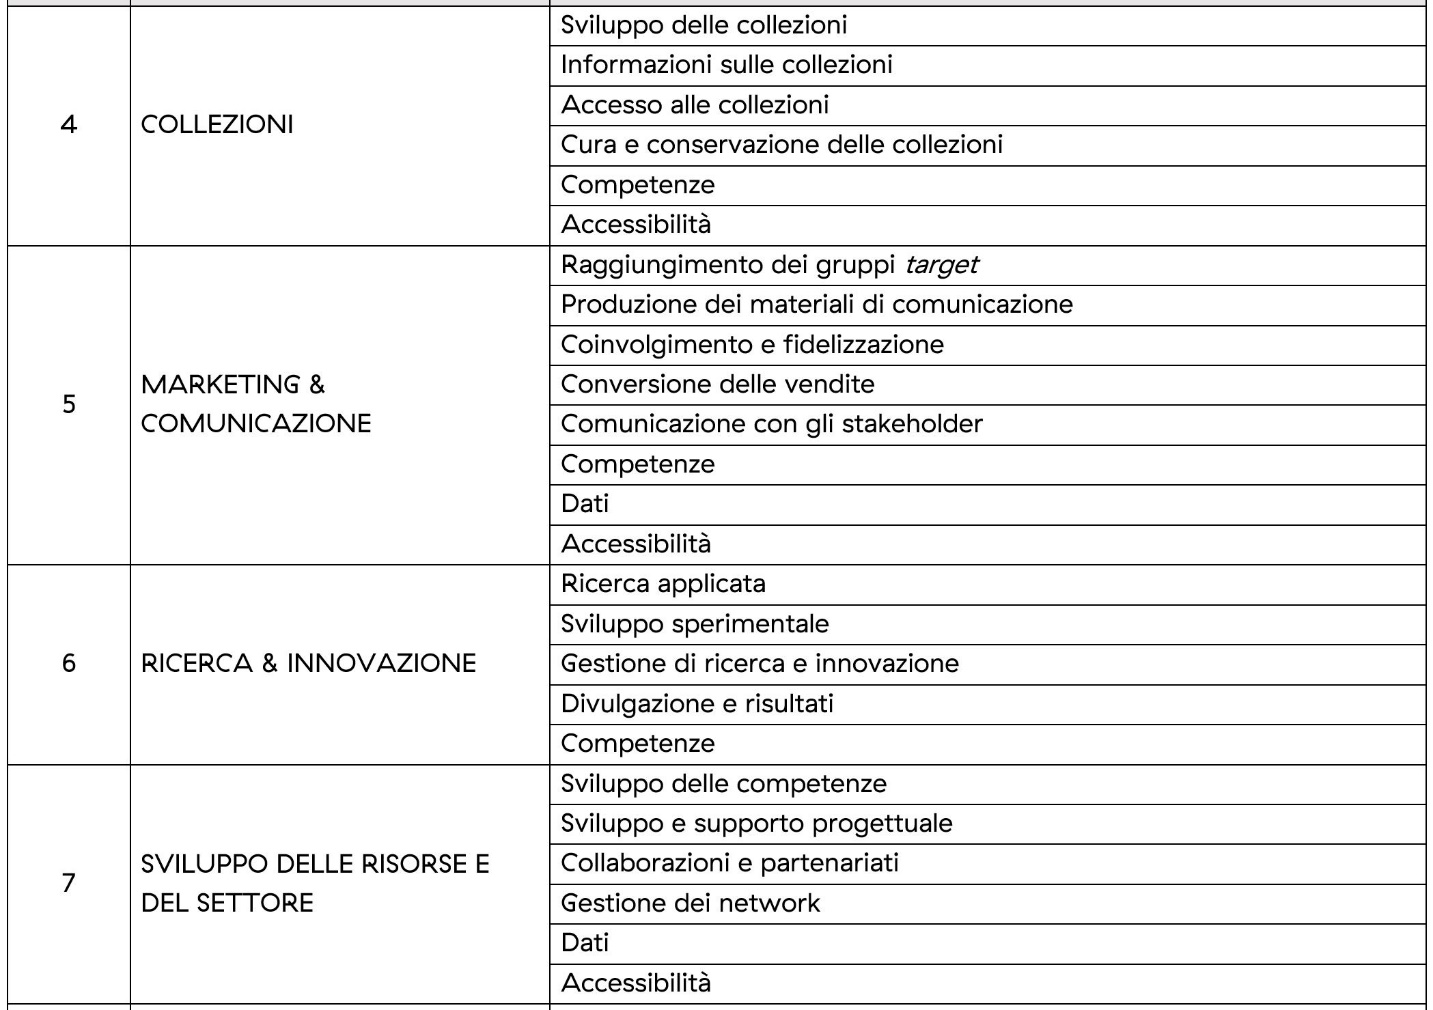 4
COLLEZIONI
Sviluppo delle collezioni
Informazioni sulle collezioni
Accesso alle collezioni
Cura e conservazione delle collezioni
Competenze
Accessibilità
5
MARKETING &
COMUNICAZIONE
Raggiungimento dei gruppi target
Produzione dei materiali di comunicazione
Coinvolgimento e fidelizzazione
Conversione delle vendite
Comunicazione con gli stakeholder
Competenze
Dati
Accessibilità
6
RICERCA & INNOVAZIONE
Ricerca applicata
Sviluppo sperimentale
Gestione di ricerca e innovazione
Divulgazione e risultati
Competenze
7
SVILUPPO DELLE RISORSE E
DEL SETTORE
Sviluppo delle competenze
Sviluppo e supporto progettuale
Collaborazioni e partenariati
Gestione dei network
Dati
Accessibilità